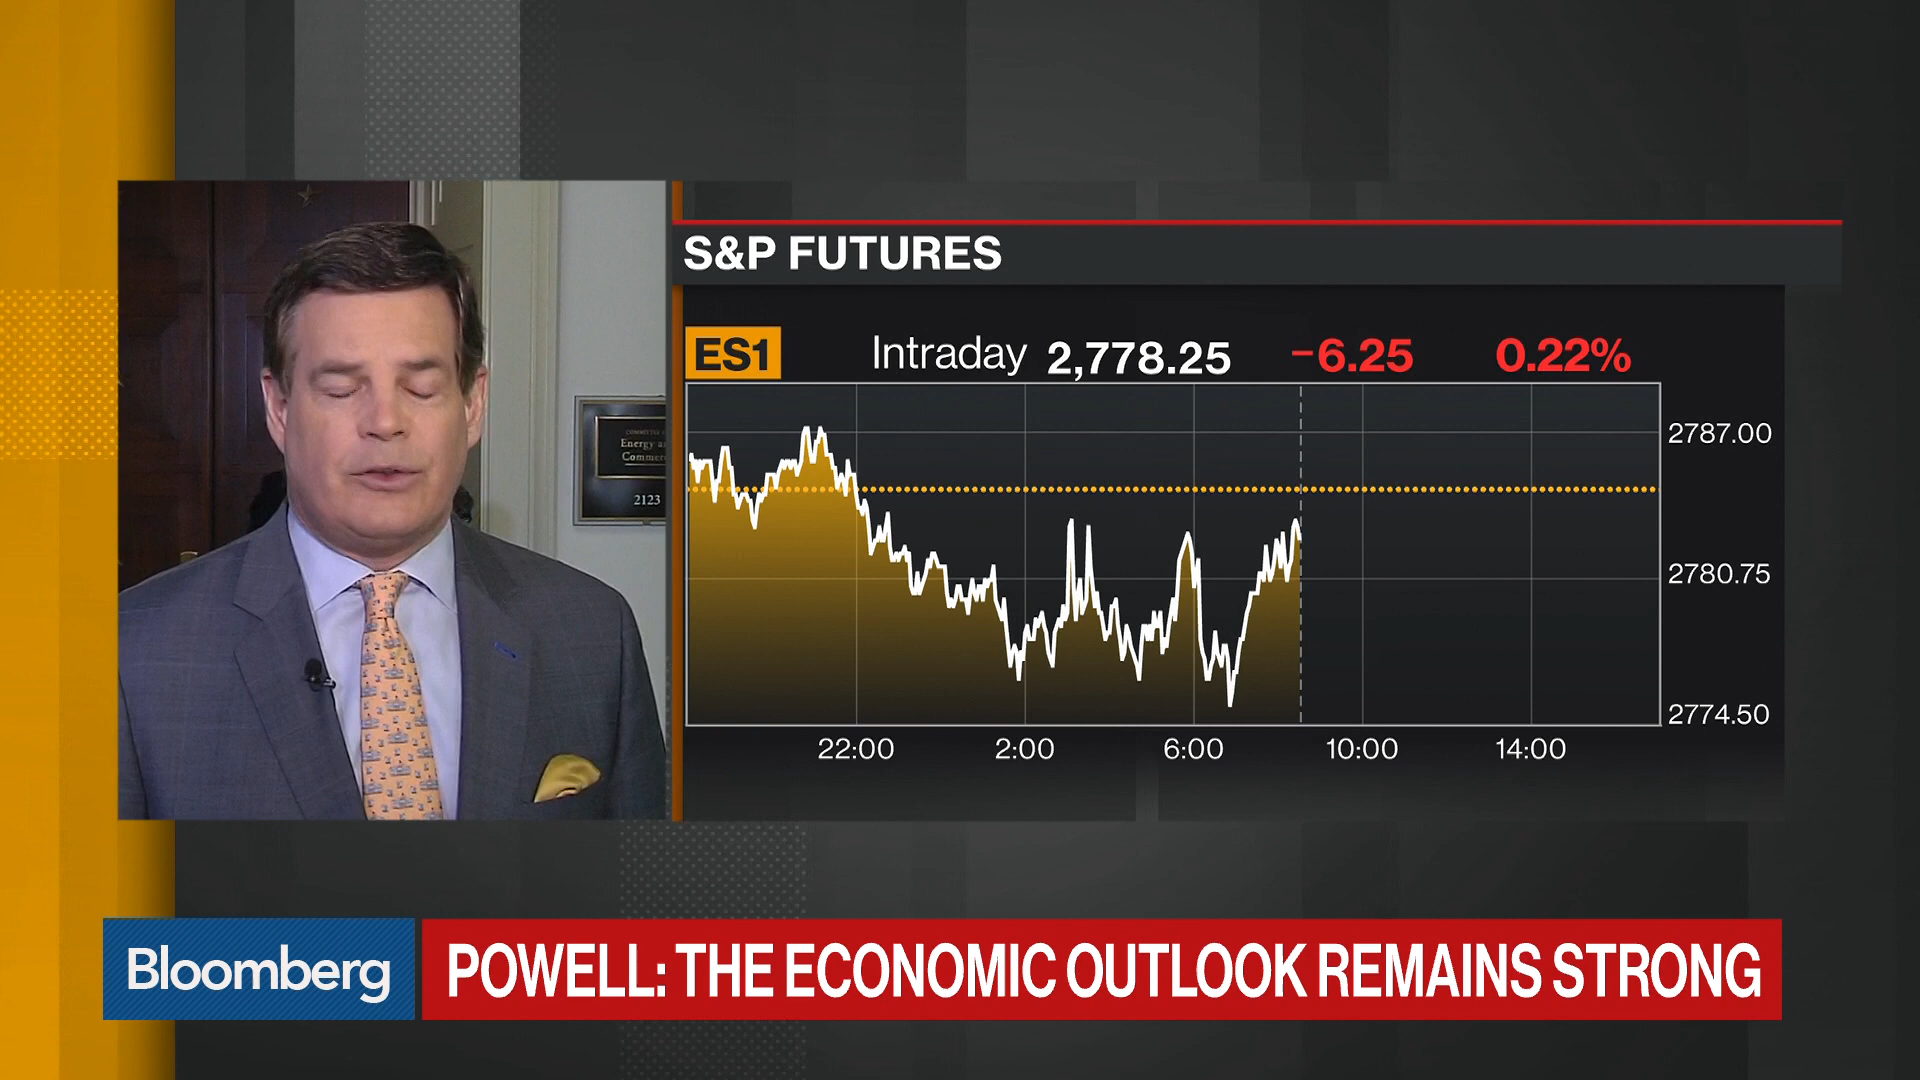 S&P FUTURES
ES1 Intraday 2,778.25 −6.25 0.22%
2787.00
2780.75
2774.50
22:00 2:00 6:00 10:00 14:00
Energy
2123
Bloomberg
POWELL: THE ECONOMIC OUTLOOK REMAINS STRONG